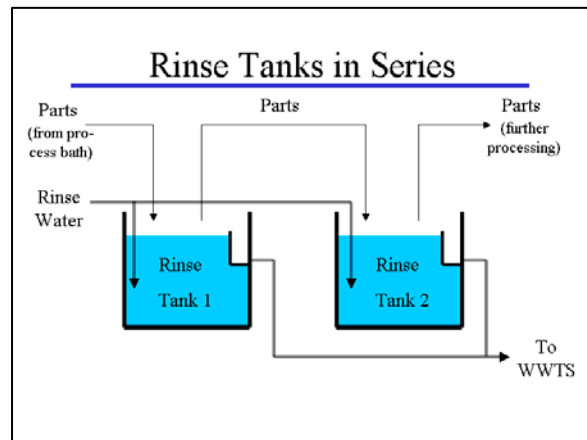 Rinse Tanks in Series
Parts
(from pro-
cess bath)
Parts
Parts
(further
processing)
Rinse
Water
Rinse
Tank 1
Rinse
Tank 2
To
WWTS